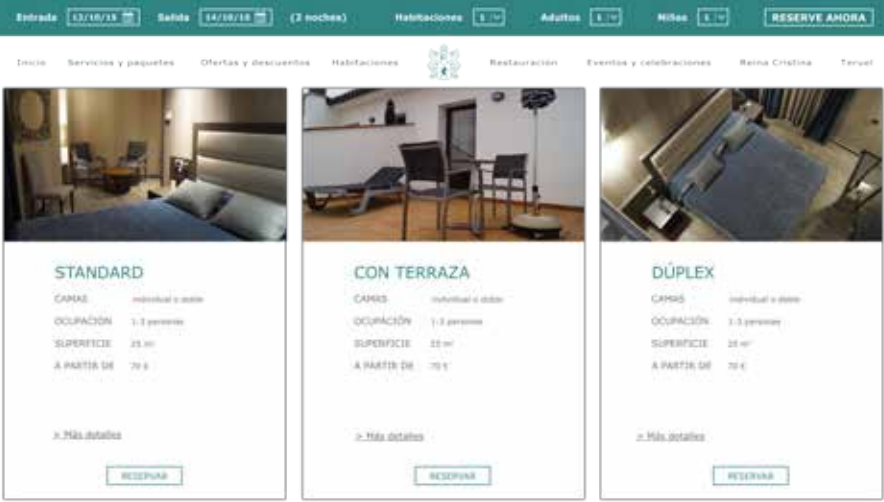 Entrada 12/10/18 Salida 14/10/18 (2 noches) Habitaciones 1 Adultos 1 Niños 1 RESERVE AHORA
Inicio Servicios y paquetes Ofertas y descuentos Habitaciones Restauración Eventos y celebraciones Reina Cristina Teruel
STANDARD
CAMAS individual o doble
OCUPACIÓN 1-3 personas
SUPERFICIE 25 m²
A PARTIR DE 70 €
> Más detalles
RESERVAR
CON TERRAZA
CAMAS individual o doble
OCUPACIÓN 1-3 personas
SUPERFICIE m²
A PARTIR DE 70 €
> Más detalles
RESERVAR
DÚPLEX
CAMAS individual o doble
OCUPACIÓN 1-3 personas
SUPERFICIE 25 m²
A PARTIR DE 70 €
> Más detalles
RESERVAR